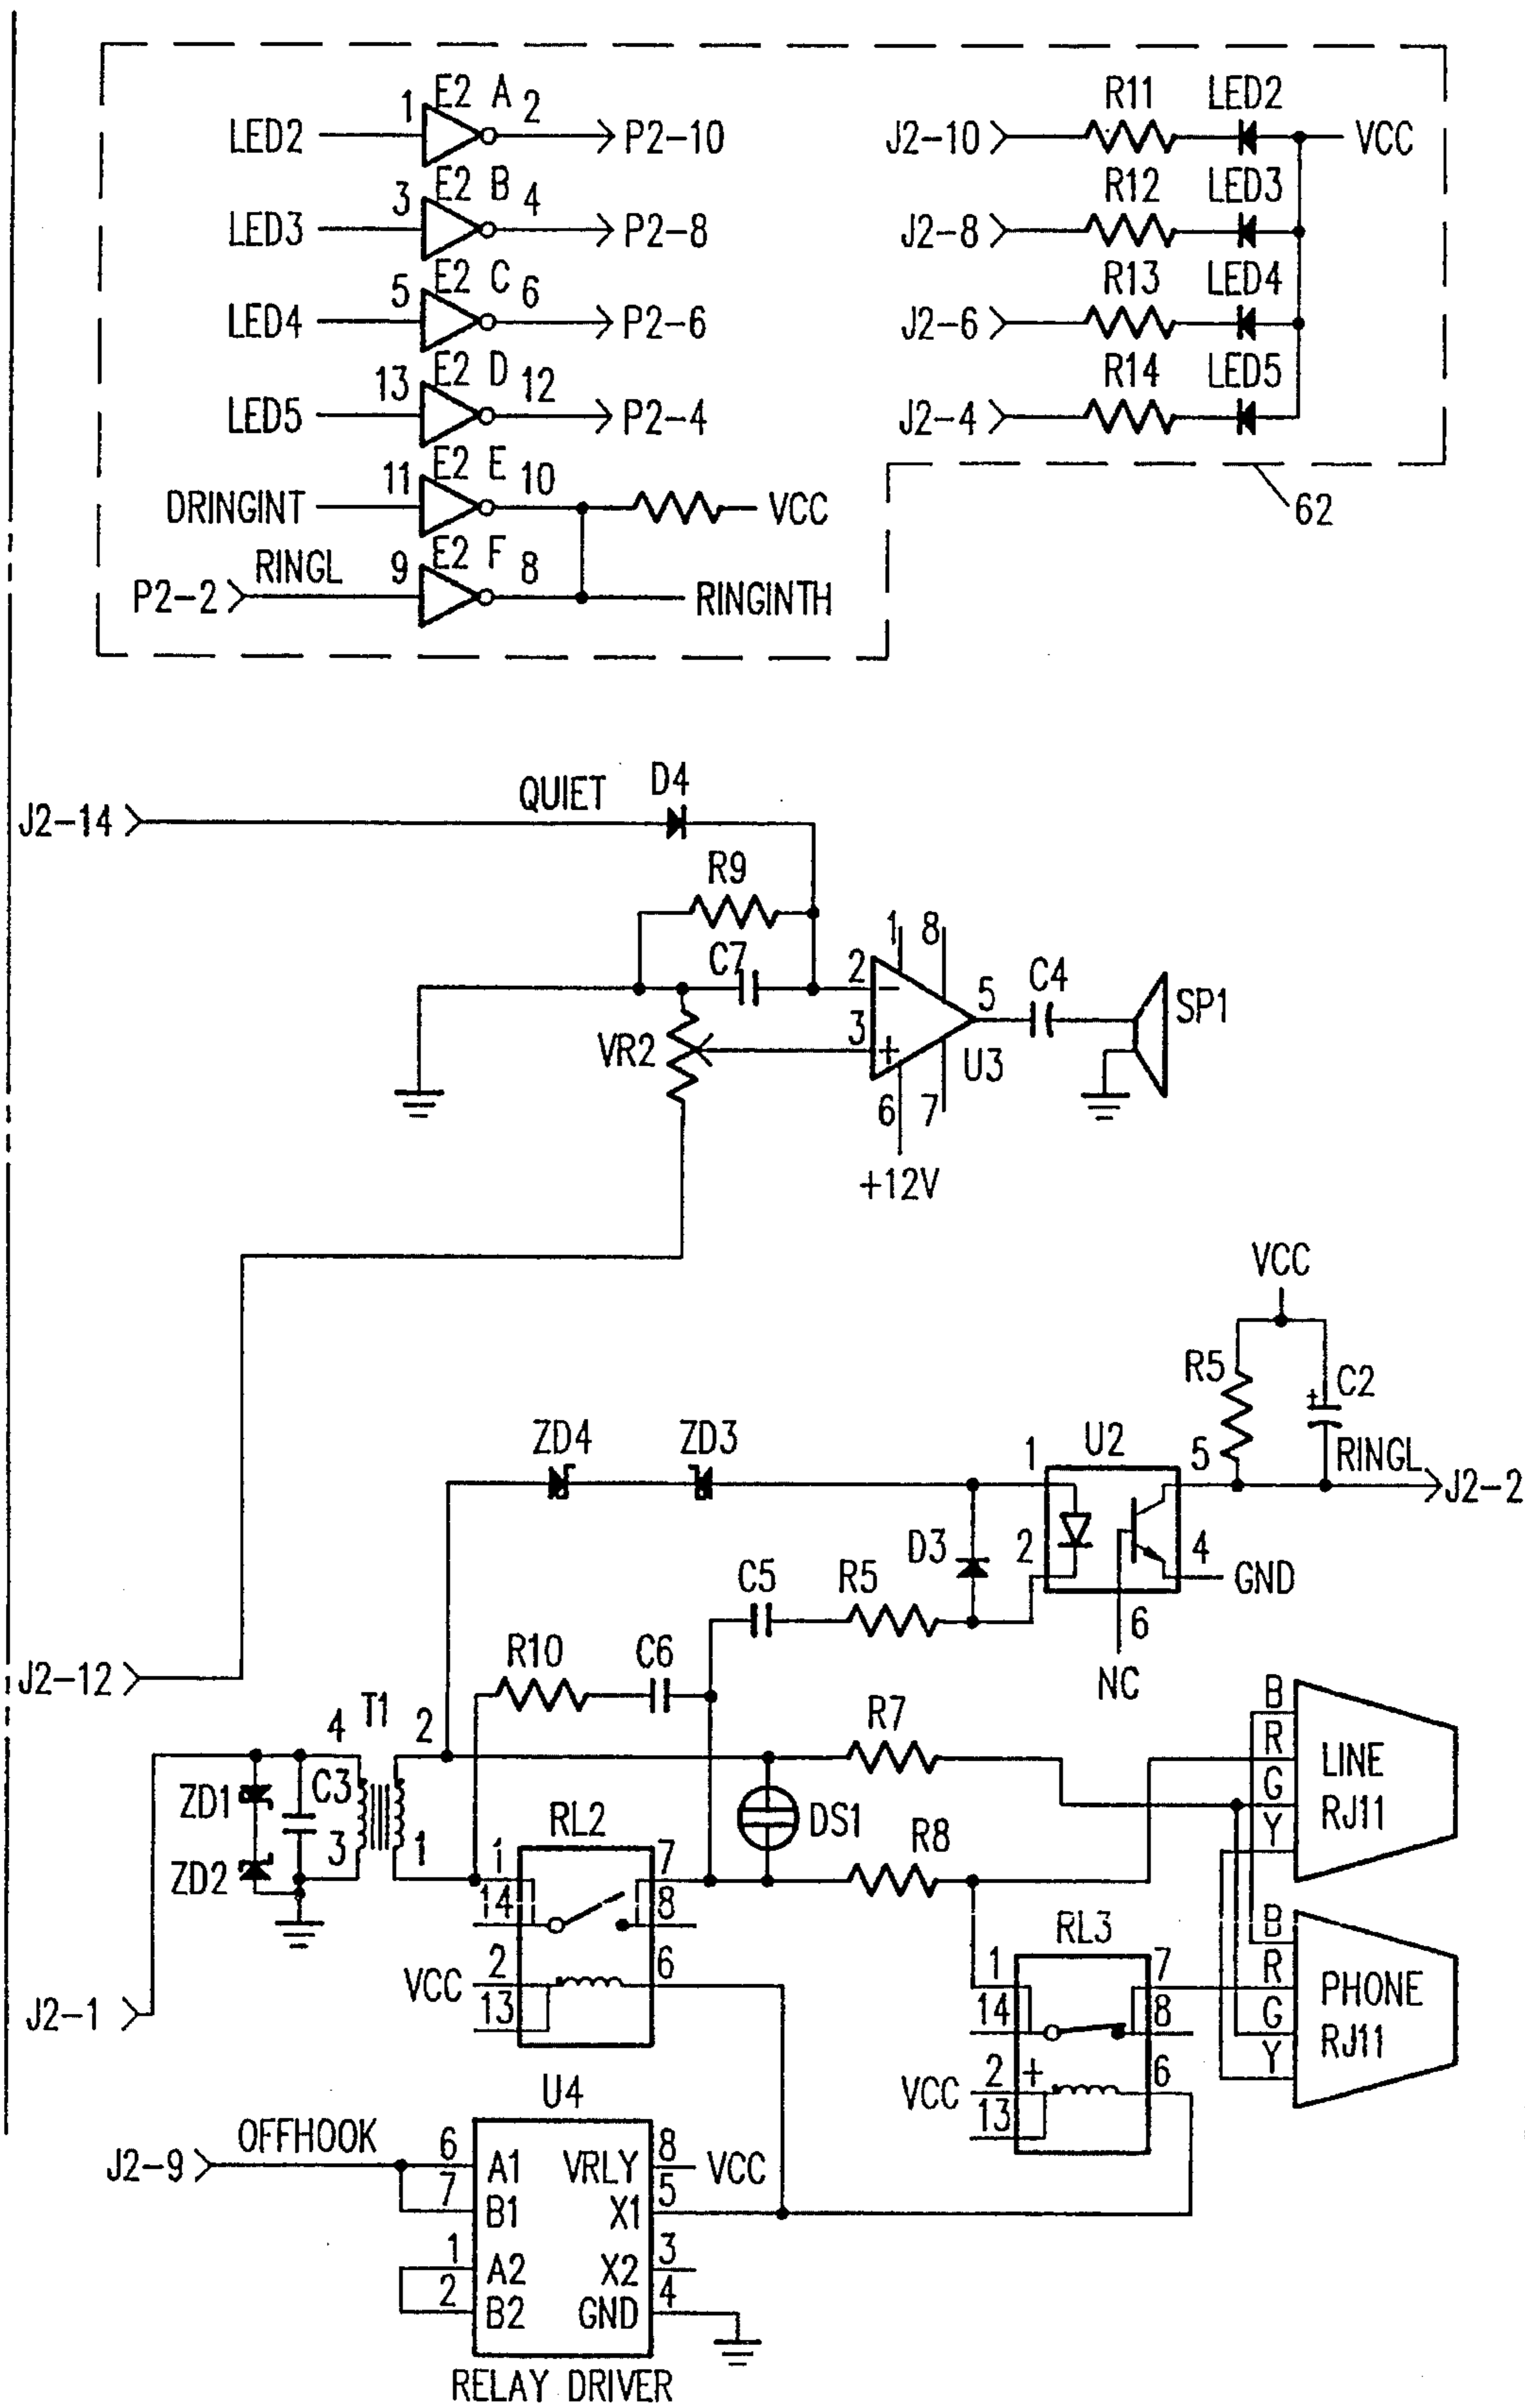 E2 A
1 2
LED2 P2-10
E2 B
3 4
LED3 P2-8
E2 C
5 6
LED4 P2-6
E2 D
13 12
LED5 P2-4
E2 E
11 10
DRINGINT VCC
E2 F
RINGL 9 8
P2-2 RINGINTH
R11 LED2
J2-10 VCC
R12 LED3
J2-8
R13 LED4
J2-6
R14 LED5
J2-4
62
QUIET D4
J2-14
R9
1 8
C7 2 5 C4
− SP1
VR2 3 + U3
6 7
+12V
VCC
R5 C2
+
ZD4 ZD3 1 U2 5 RINGL
J2-2
D3 2 4
C5 R5 GND
6
R10 C6
J2-12 NC
T1 R7 B
4 2 R LINE
ZD1 C3 G RJ11
DS1 Y
RL2 R8
3 1 1 7
ZD2 14 8
RL3 B
2 6 1 7 R
VCC PHONE
13 14 8 G RJ11
J2-1 Y
2 + 6
VCC
U4 13
OFFHOOK 6 A1 VRLY 8 VCC
J2-9
7 B1 X1 5
1 A2 X2 3
2 B2 GND 4
RELAY DRIVER